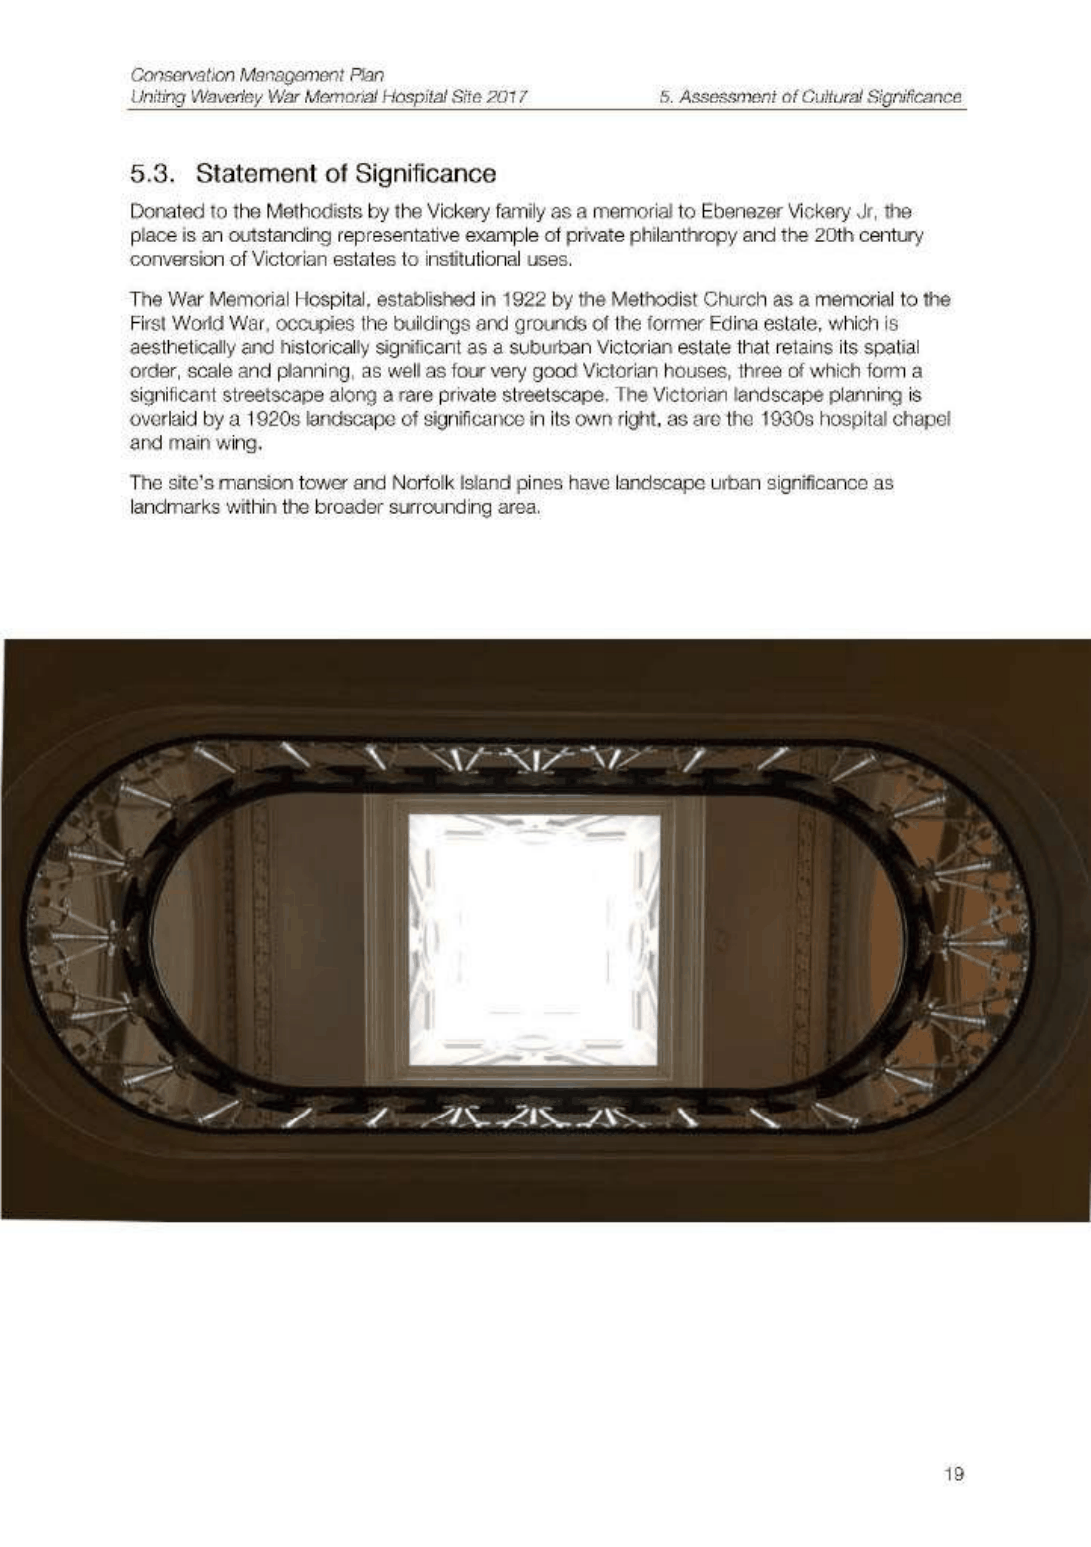 Conservation Management Plan
Uniting Waverley War Memorial Hospital Site 2017 5. Assessment of Cultural Significance
5.3. Statement of Significance
Donated to the Methodists by the Vickery family as a memorial to Ebenezer Vickery Jr, the
place is an outstanding representative example of private philanthropy and the 20th century
conversion of Victorian estates to institutional uses.
The War Memorial Hospital, established in 1922 by the Methodist Church as a memorial to the
First World War, occupies the buildings and grounds of the former Edina estate, which is
aesthetically and historically significant as a suburban Victorian estate that retains its spatial
order, scale and planning, as well as four very good Victorian houses, three of which form a
significant streetscape along a rare private streetscape. The Victorian landscape planning is
overlaid by a 1920s landscape of significance in its own right, as are the 1930s hospital chapel
and main wing.
The site's mansion tower and Norfolk Island pines have landscape urban significance as
landmarks within the broader surrounding area.
19